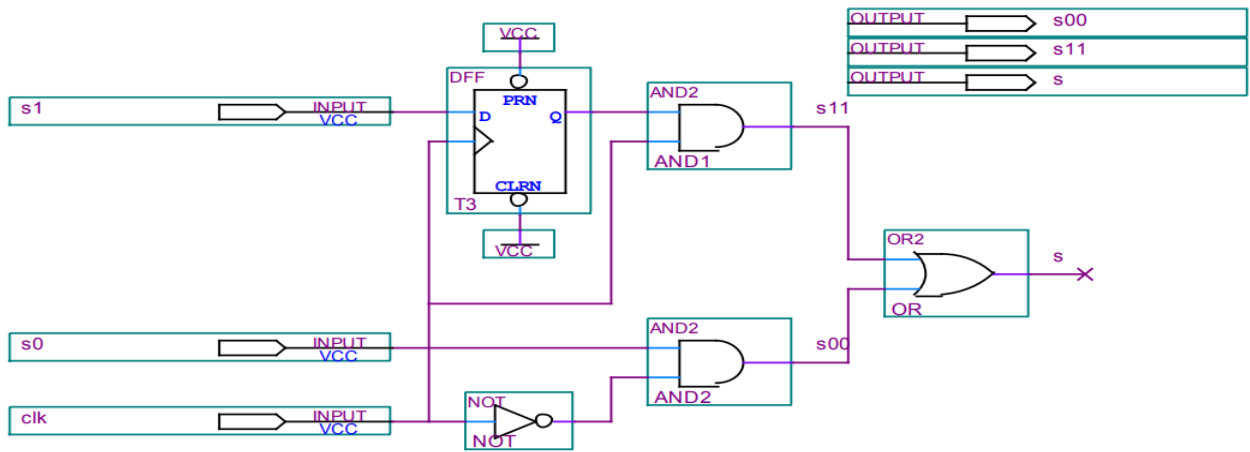 OUTPUT s00
OUTPUT s11
OUTPUT s
VCC
DFF
PRN
D Q
CLRN
T3
VCC
s1 INPUT
VCC
AND2
AND1
s11
OR2
OR
s
s0 INPUT
VCC
AND2
AND2
s00
clk INPUT
VCC
NOT
NOT